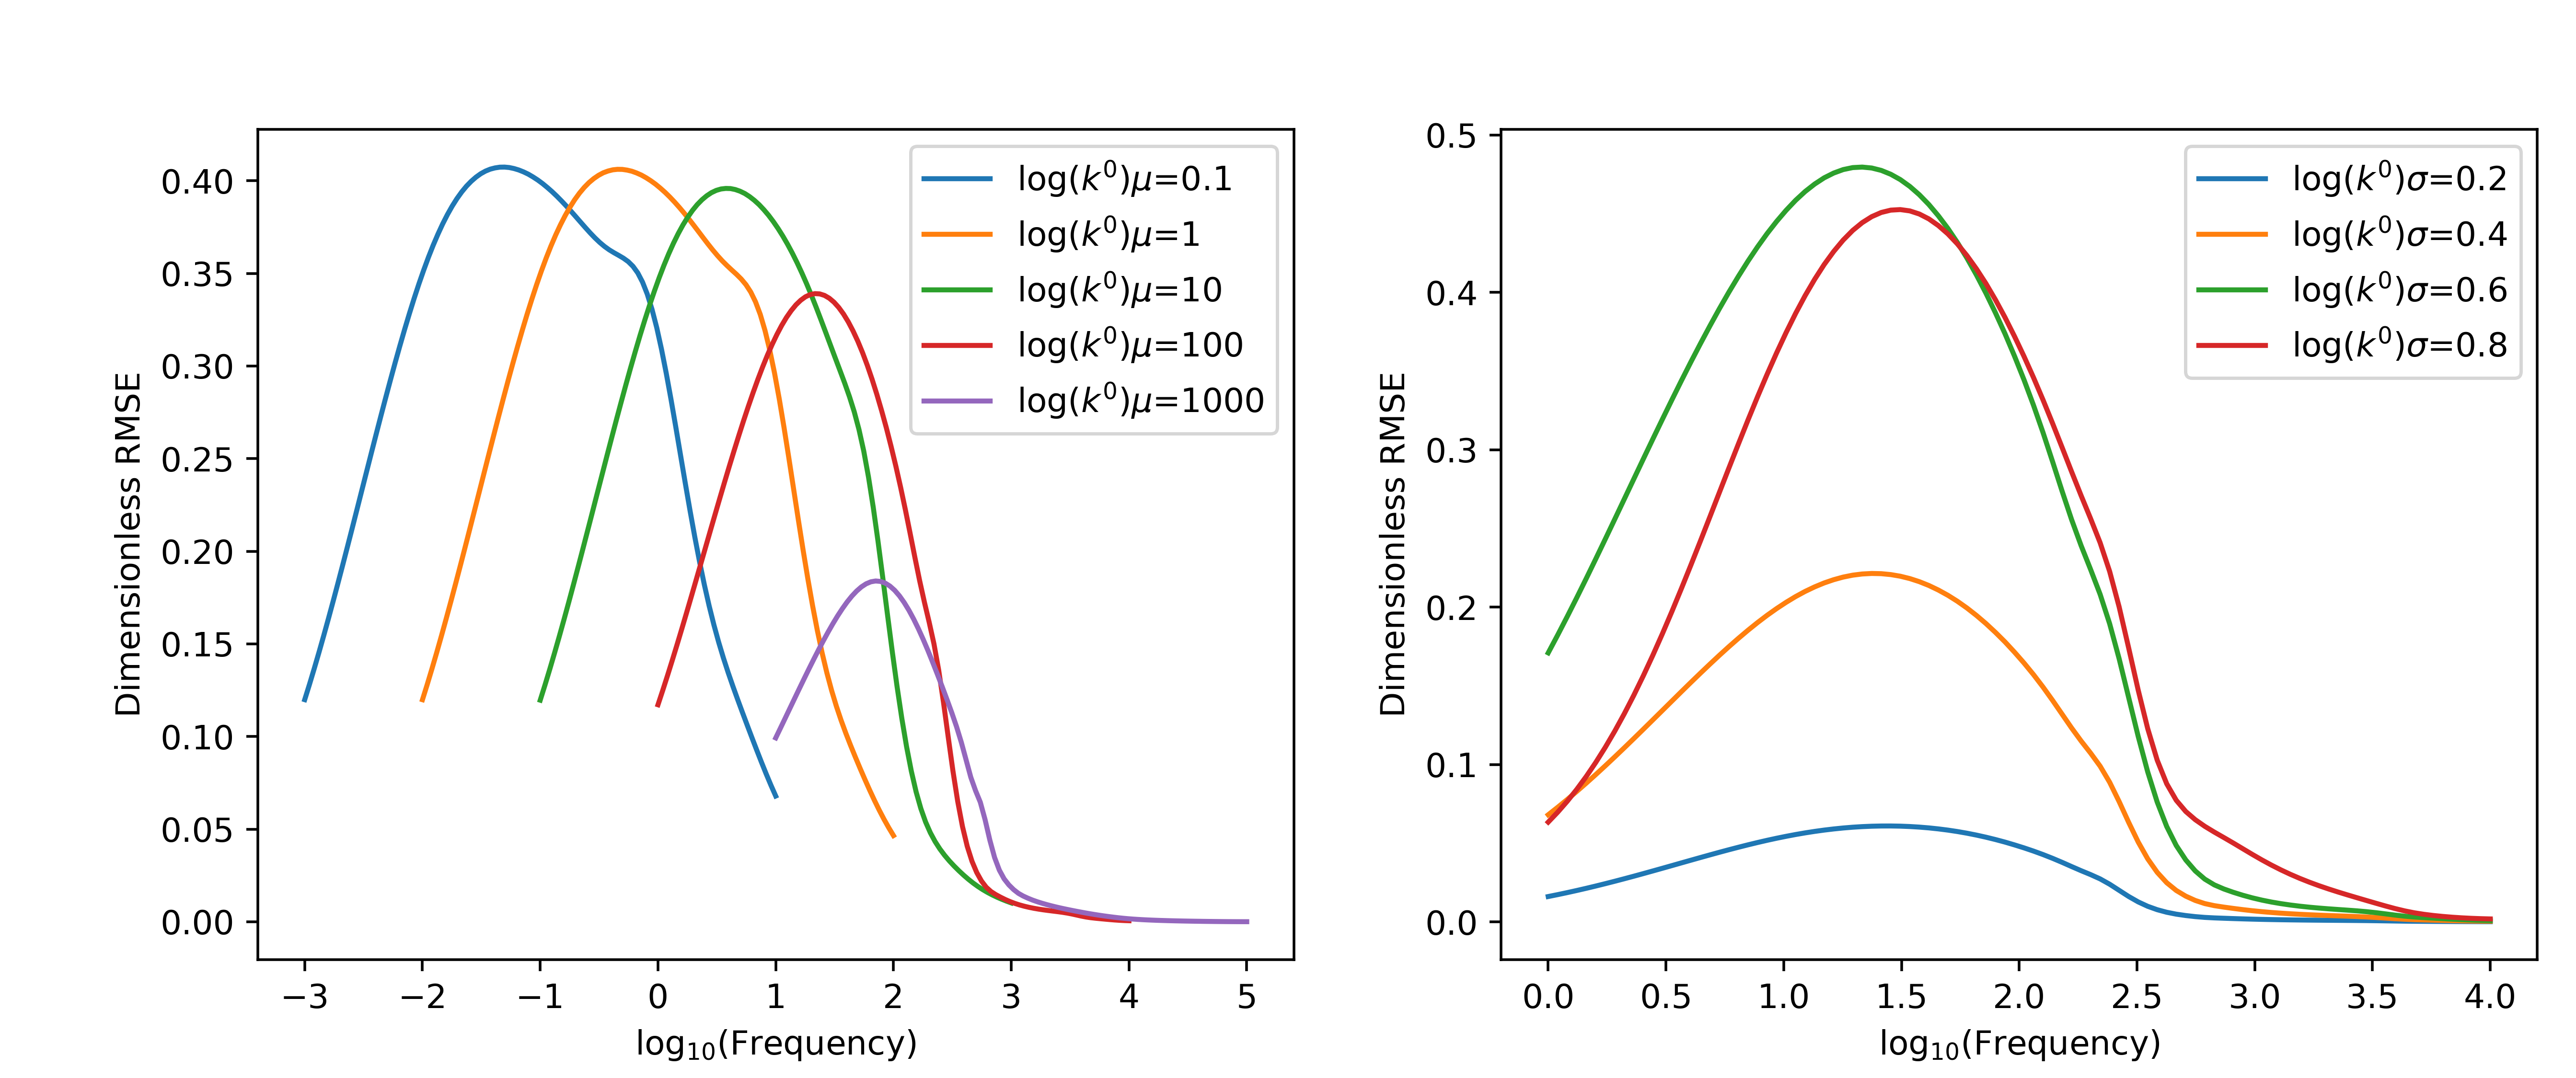 0.40
0.35
0.30
0.25
0.20
0.15
0.10
0.05
0.00
Dimensionless RMSE
−3 −2 −1 0 1 2 3 4 5
log₁₀(Frequency)
log(k⁰)μ=0.1
log(k⁰)μ=1
log(k⁰)μ=10
log(k⁰)μ=100
log(k⁰)μ=1000
0.5
0.4
0.3
0.2
0.1
0.0
Dimensionless RMSE
0.0 0.5 1.0 1.5 2.0 2.5 3.0 3.5 4.0
log₁₀(Frequency)
log(k⁰)σ=0.2
log(k⁰)σ=0.4
log(k⁰)σ=0.6
log(k⁰)σ=0.8